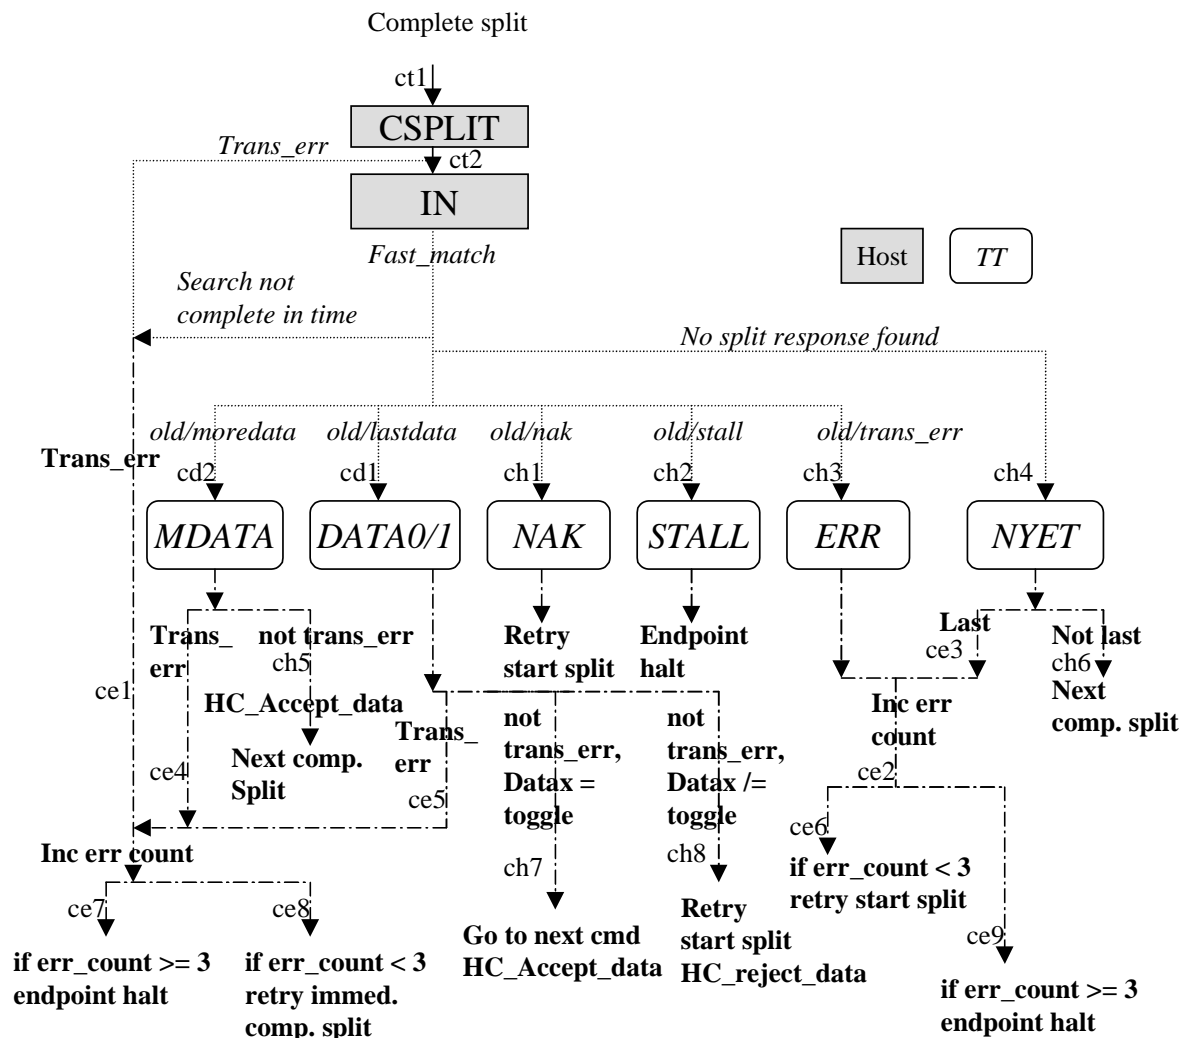 Complete split
ct1
CSPLIT
Trans_err
ct2
IN
Fast_match
Host
TT
Search not
complete in time
No split response found
old/moredata
old/lastdata
old/nak
old/stall
old/trans_err
Trans_err
cd2
cd1
ch1
ch2
ch3
ch4
MDATA
DATA0/1
NAK
STALL
ERR
NYET
Trans_
err
not trans_err
ch5
HC_Accept_data
Next comp.
Split
Retry
start split
Endpoint
halt
Last
ce3
Not last
ch6
Next
comp. split
ce1
ce4
Trans_
err
ce5
not
trans_err,
Datax =
toggle
ch7
not
trans_err,
Datax /=
toggle
ch8
Inc err
count
ce2
ce6
if err_count < 3
retry start split
Inc err count
ce7
ce8
if err_count >= 3
endpoint halt
if err_count < 3
retry immed.
comp. split
Go to next cmd
HC_Accept_data
Retry
start split
HC_reject_data
ce9
if err_count >= 3
endpoint halt